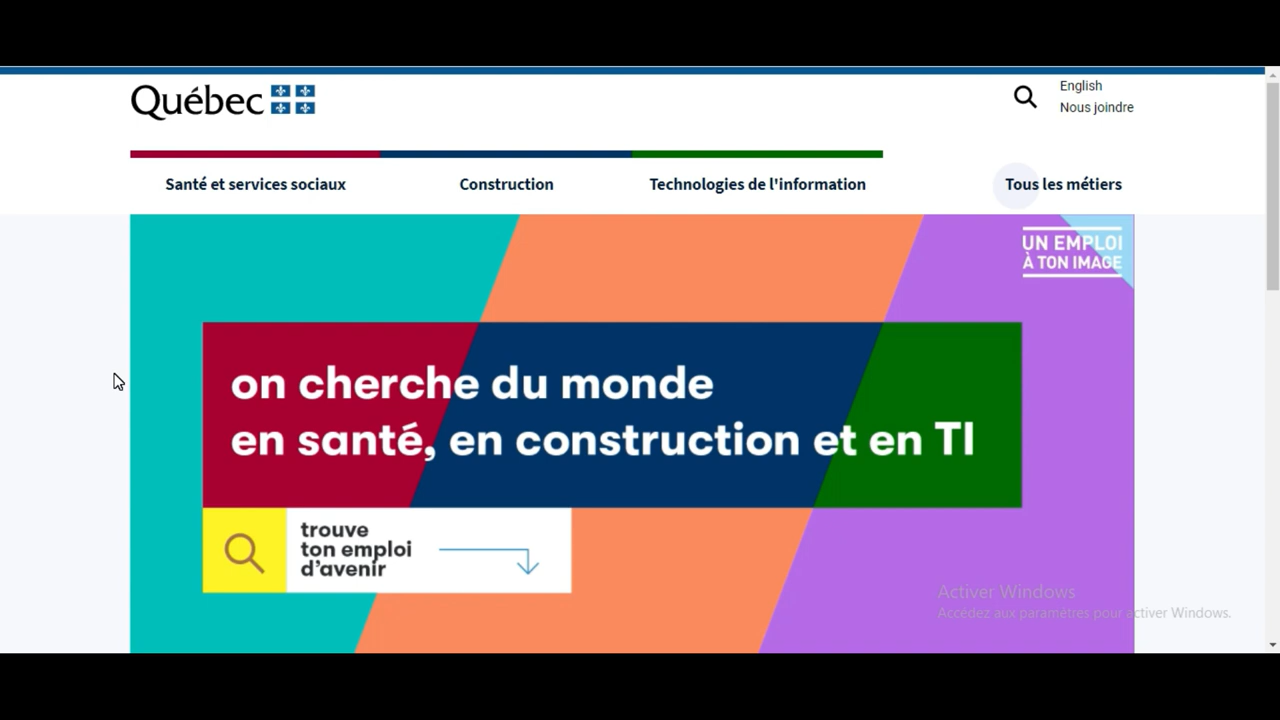 Québec
English
Nous joindre
Santé et services sociaux
Construction
Technologies de l'information
Tous les métiers
UN EMPLOI
À TON IMAGE
on cherche du monde
en santé, en construction et en TI
trouve
ton emploi
d'avenir
Activer Windows
Accédez aux paramètres pour activer Windows.